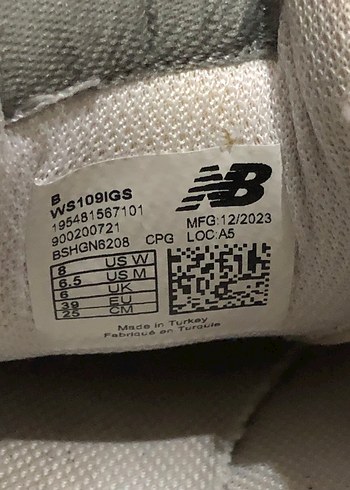 B
WS109IGS
195481567101
900200721
BSHGN6208 CPG
NB
MFG:12/2023
LOC:A5
8 US W
6.5 US M
6 UK
39 EU
25 CM
Made in Turkey
Fabriqué en Turquie